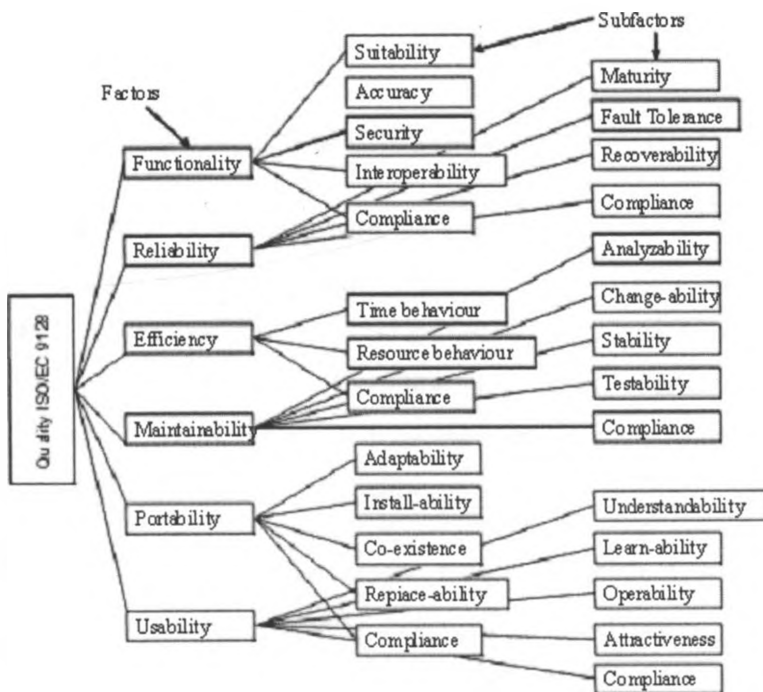 Subfactors
Factors
Suitability
Accuracy
Security
Interoperability
Compliance
Maturity
Fault Tolerance
Recoverability
Compliance
Functionality
Reliability
Efficiency
Maintainability
Portability
Usability
Quality ISO/EC 9128
Time behaviour
Resource behaviour
Compliance
Analyzability
Change-ability
Stability
Testability
Compliance
Adaptability
Install-ability
Co-existence
Repiace-ability
Compliance
Understandability
Learn-ability
Operability
Attractiveness
Compliance